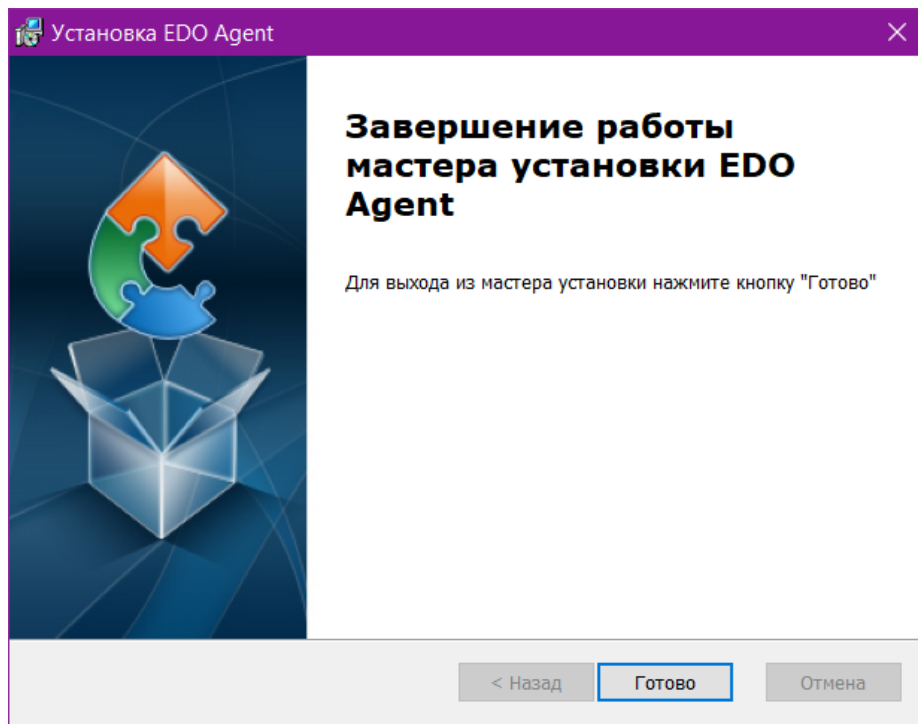 Установка EDO Agent
Завершение работы
мастера установки EDO
Agent
Для выхода из мастера установки нажмите кнопку "Готово"
< Назад
Готово
Отмена